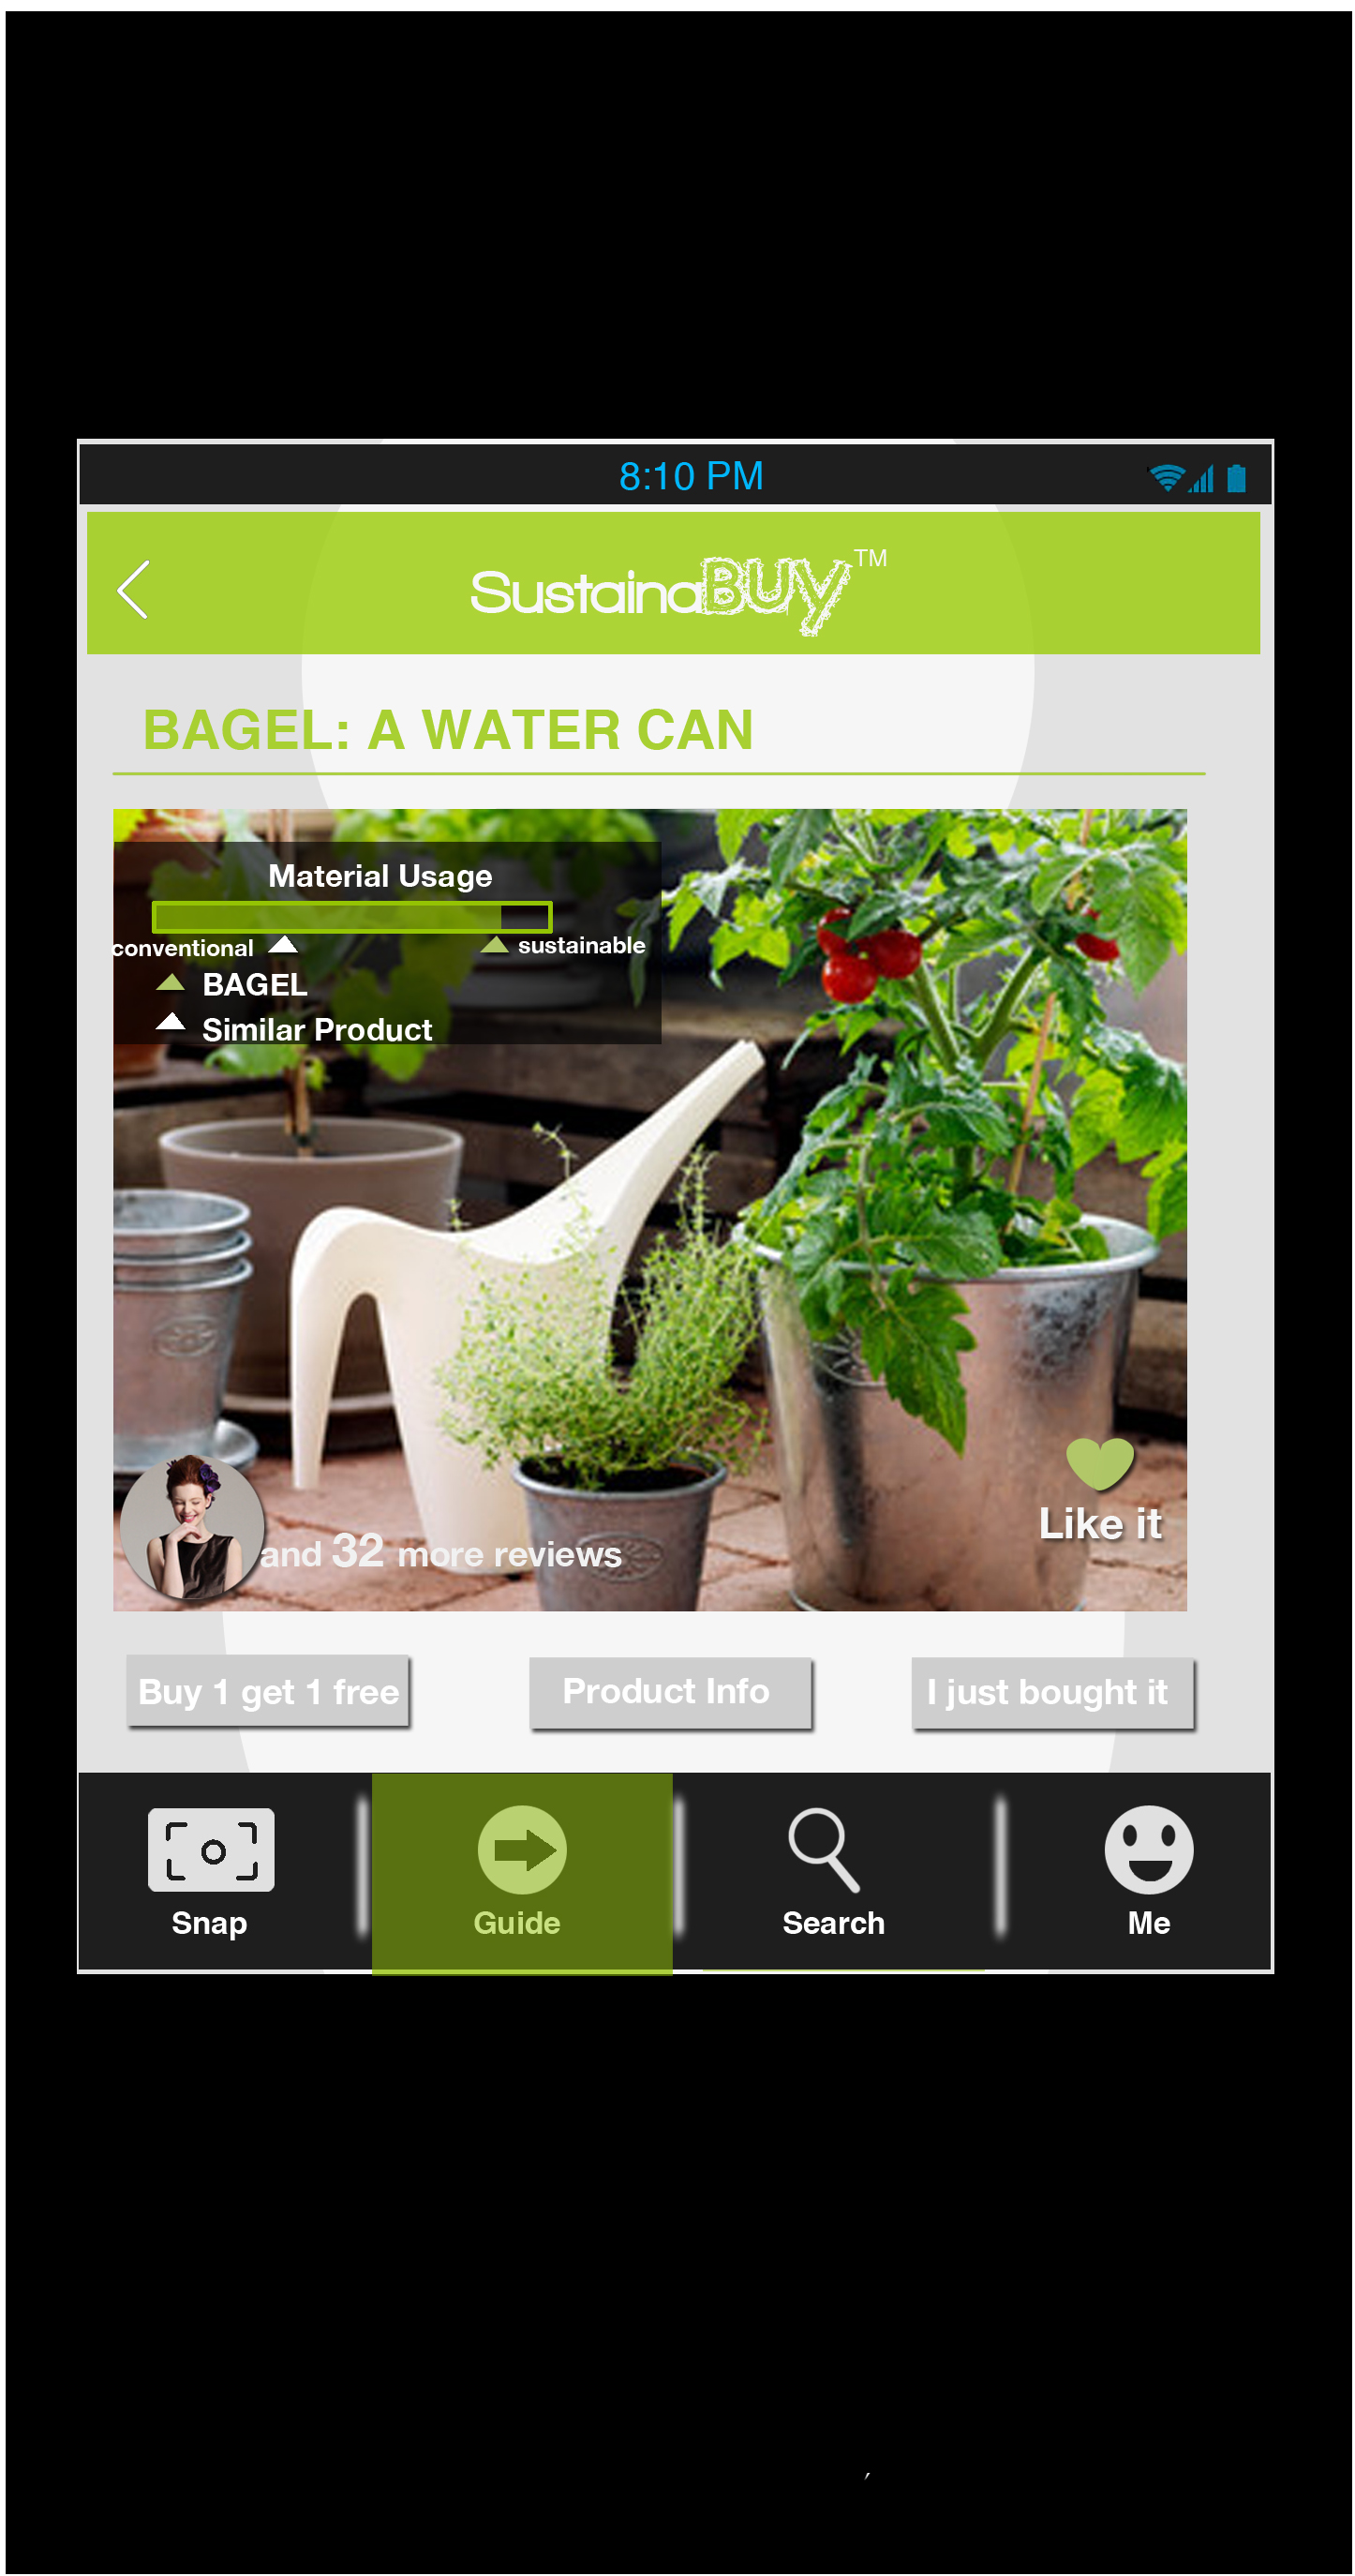 8:10 PM
SustainaBUY™
BAGEL: A WATER CAN
Material Usage
conventional sustainable
BAGEL
Similar Product
Like it
and 32 more reviews
Buy 1 get 1 free Product Info I just bought it
Snap Guide Search Me